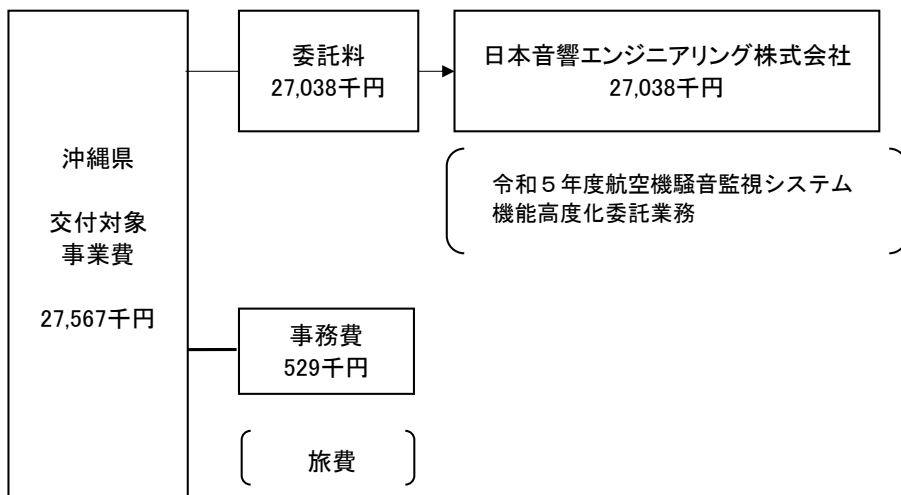 沖縄県
交付対象
事業費
27,567千円
委託料
27,038千円
日本音響エンジニアリング株式会社
27,038千円
令和５年度航空機騒音監視システム
機能高度化委託業務
事務費
529千円
旅費